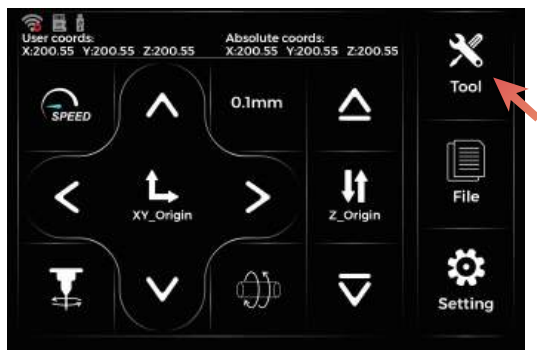 User coords:
X:200.55 Y:200.55 Z:200.55
Absolute coords:
X:200.55 Y:200.55 Z:200.55
SPEED
0.1mm
Tool
XY_Origin
Z_Origin
File
Setting